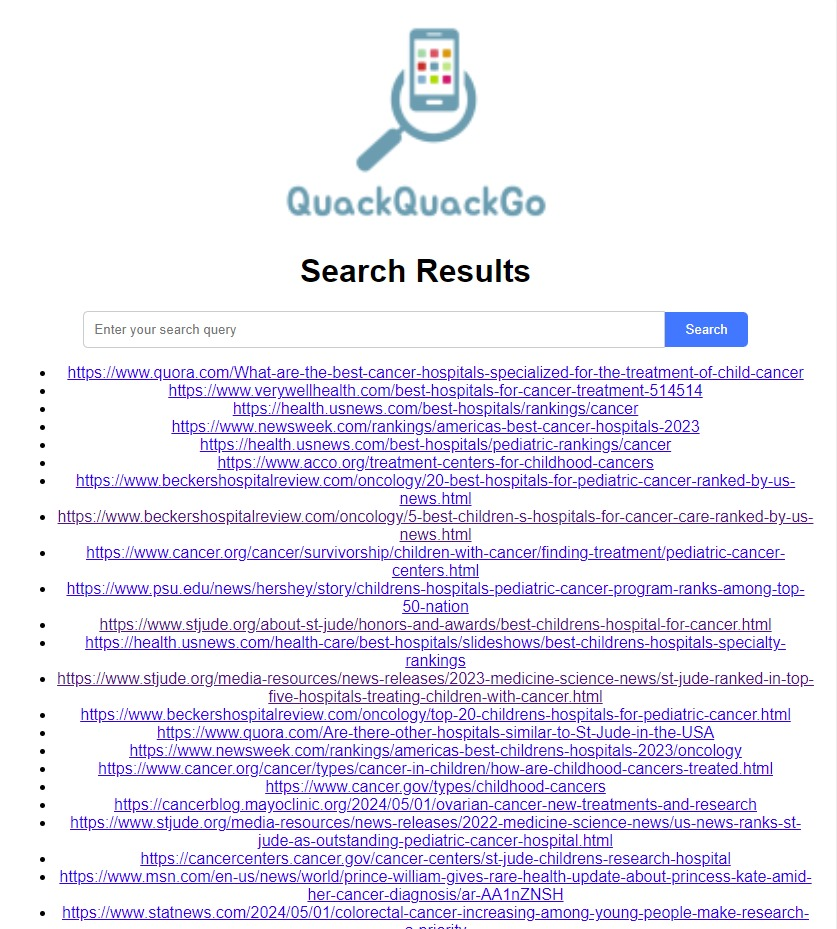 QuackQuackGo
Search Results
Enter your search query
Search
https://www.quora.com/What-are-the-best-cancer-hospitals-specialized-for-the-treatment-of-child-cancer
https://www.verywellhealth.com/best-hospitals-for-cancer-treatment-514514
https://health.usnews.com/best-hospitals/rankings/cancer
https://www.newsweek.com/rankings/americas-best-cancer-hospitals-2023
https://health.usnews.com/best-hospitals/pediatric-rankings/cancer
https://www.acco.org/treatment-centers-for-childhood-cancers
https://www.beckershospitalreview.com/oncology/20-best-hospitals-for-pediatric-cancer-ranked-by-us-
news.html
https://www.beckershospitalreview.com/oncology/5-best-children-s-hospitals-for-cancer-care-ranked-by-us-
news.html
https://www.cancer.org/cancer/survivorship/children-with-cancer/finding-treatment/pediatric-cancer-
centers.html
https://www.psu.edu/news/hershey/story/childrens-hospitals-pediatric-cancer-program-ranks-among-top-
50-nation
https://www.stjude.org/about-st-jude/honors-and-awards/best-childrens-hospital-for-cancer.html
https://health.usnews.com/health-care/best-hospitals/slideshows/best-childrens-hospitals-specialty-
rankings
https://www.stjude.org/media-resources/news-releases/2023-medicine-science-news/st-jude-ranked-in-top-
five-hospitals-treating-children-with-cancer.html
https://www.beckershospitalreview.com/oncology/top-20-childrens-hospitals-for-pediatric-cancer.html
https://www.quora.com/Are-there-other-hospitals-similar-to-St-Jude-in-the-USA
https://www.newsweek.com/rankings/americas-best-childrens-hospitals-2023/oncology
https://www.cancer.org/cancer/types/cancer-in-children/how-are-childhood-cancers-treated.html
https://www.cancer.gov/types/childhood-cancers
https://cancerblog.mayoclinic.org/2024/05/01/ovarian-cancer-new-treatments-and-research
https://www.stjude.org/media-resources/news-releases/2022-medicine-science-news/us-news-ranks-st-
jude-as-outstanding-pediatric-cancer-hospital.html
https://cancercenters.cancer.gov/cancer-centers/st-jude-childrens-research-hospital
https://www.msn.com/en-us/news/world/prince-william-gives-rare-health-update-about-princess-kate-amid-
her-cancer-diagnosis/ar-AA1nZNSH
https://www.statnews.com/2024/05/01/colorectal-cancer-increasing-among-young-people-make-research-
a-priority